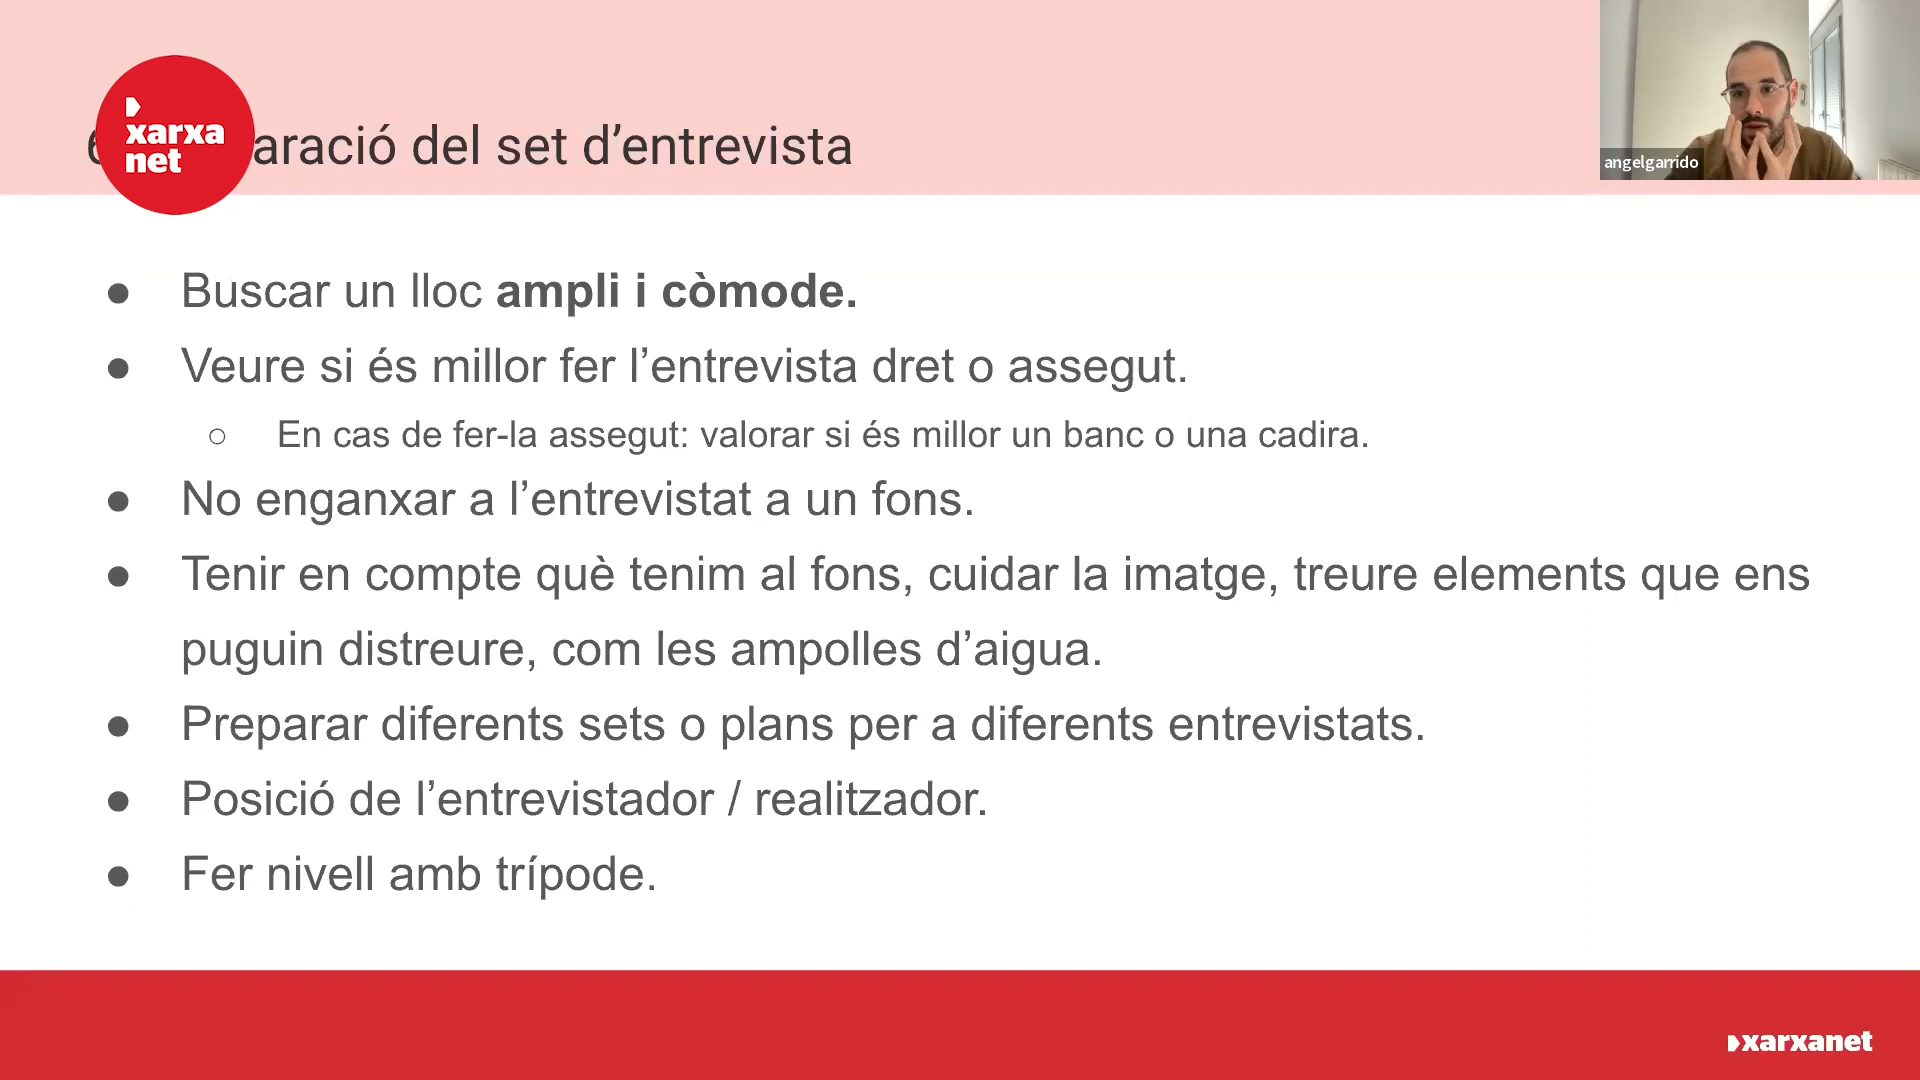 xarxa
net
aració del set d’entrevista
angelgarrido
● Buscar un lloc ampli i còmode.
● Veure si és millor fer l’entrevista dret o assegut.
○ En cas de fer-la assegut: valorar si és millor un banc o una cadira.
● No enganxar a l’entrevistat a un fons.
● Tenir en compte què tenim al fons, cuidar la imatge, treure elements que ens
puguin distreure, com les ampolles d’aigua.
● Preparar diferents sets o plans per a diferents entrevistats.
● Posició de l’entrevistador / realitzador.
● Fer nivell amb trípode.
xarxanet